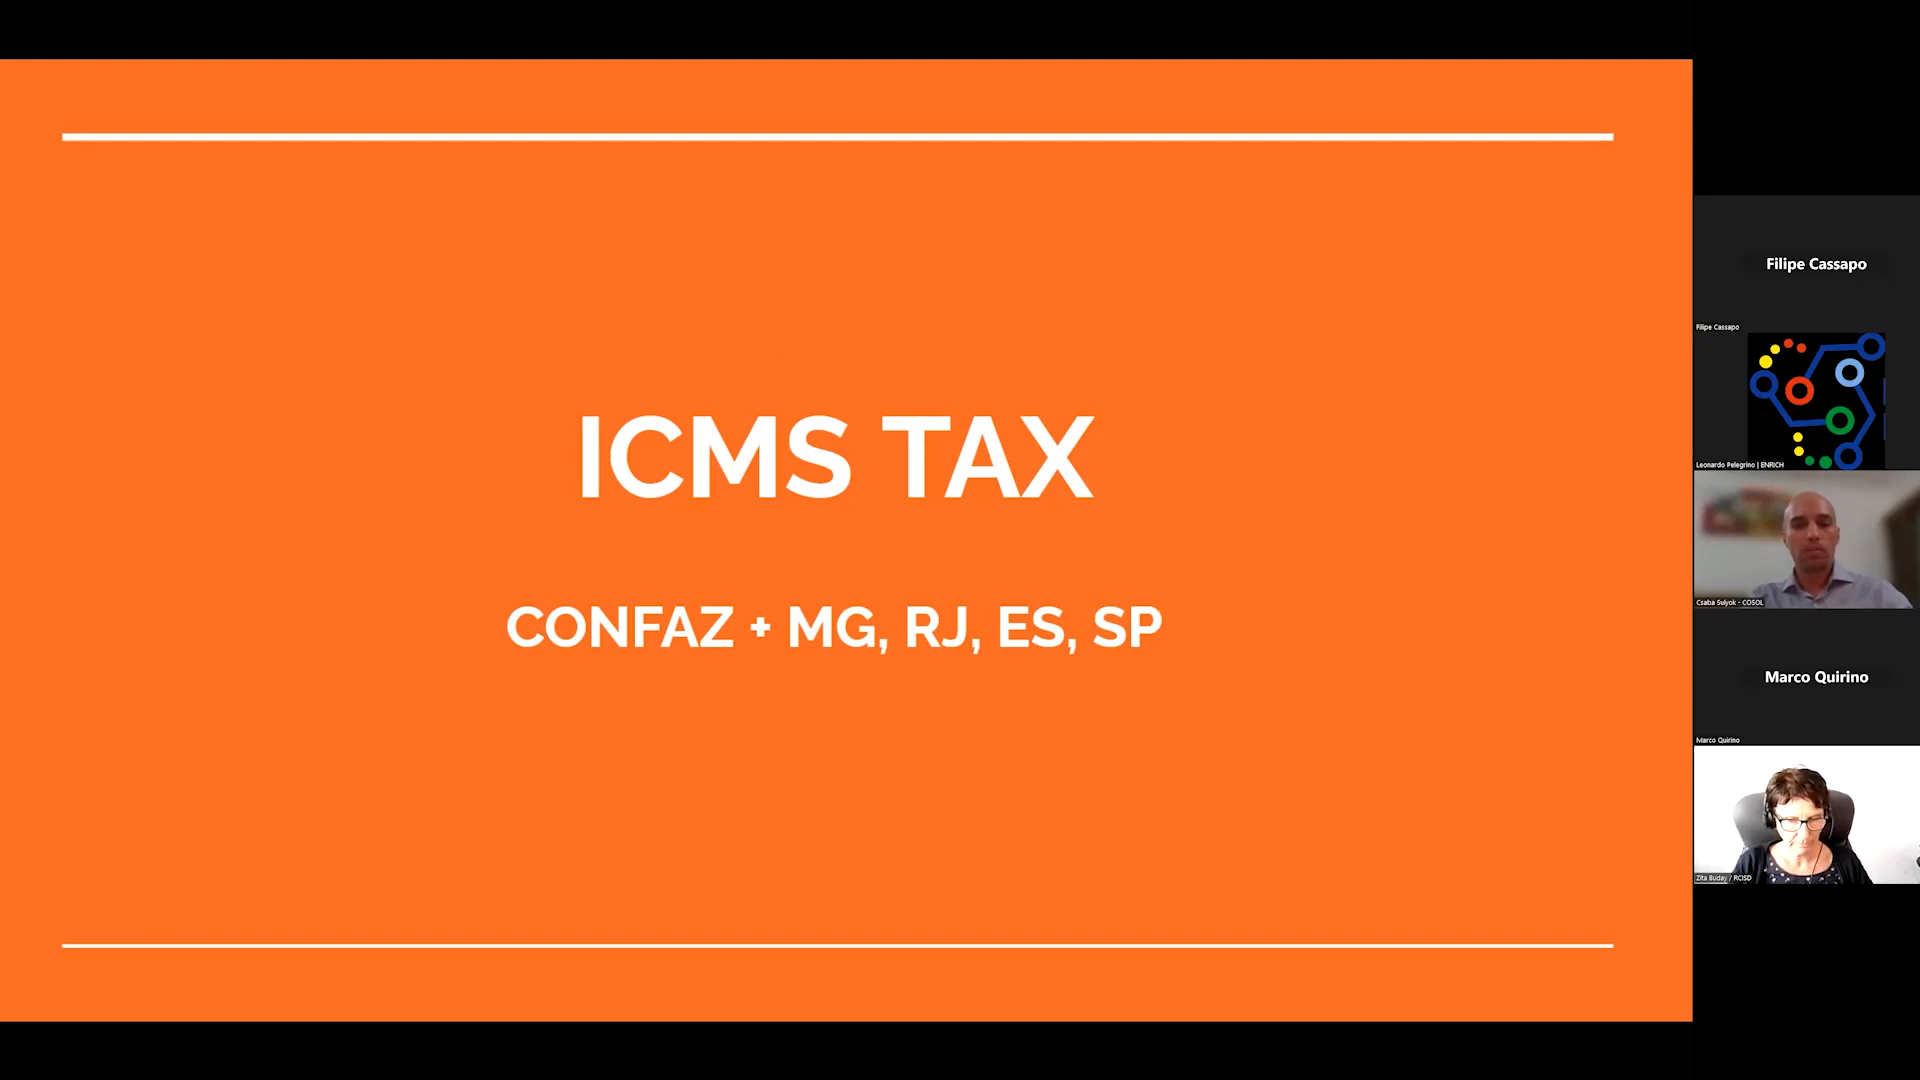 ICMS TAX
CONFAZ + MG, RJ, ES, SP
Filipe Cassapo
Filipe Cassapo
Leonardo Pelegrino | ENRICH
Csaba Sulyok - COSOL
Marco Quirino
Marco Quirino
Zita Buday / RCISD